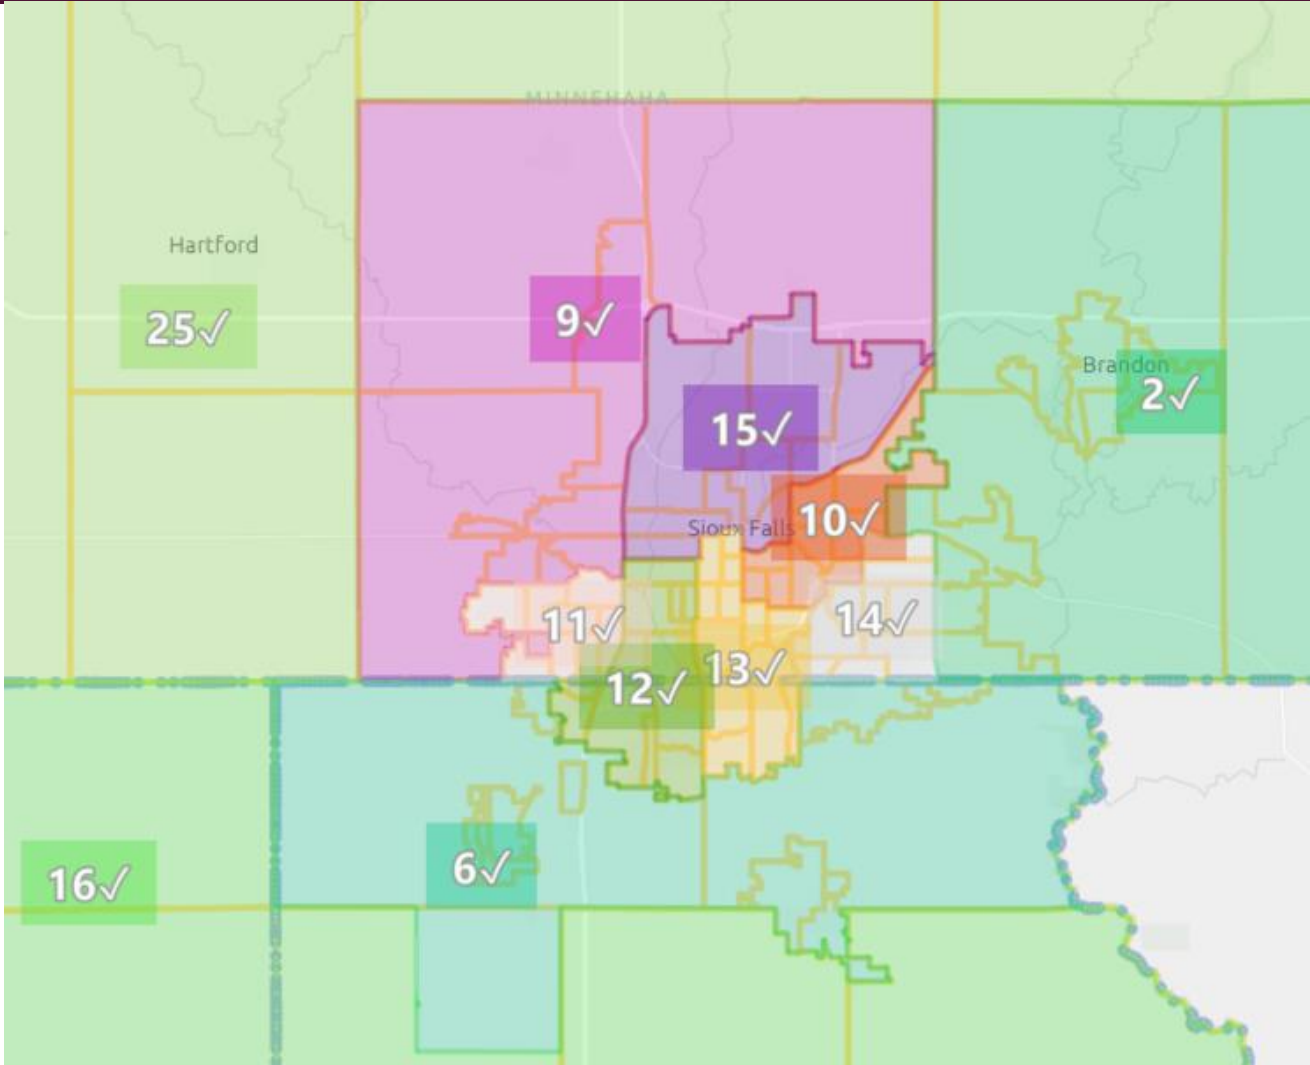 MINNEHAHA
Hartford
25✓
9✓
Brandon
2✓
15✓
Sioux Falls
10✓
11✓
14✓
13✓
12✓
6✓
16✓